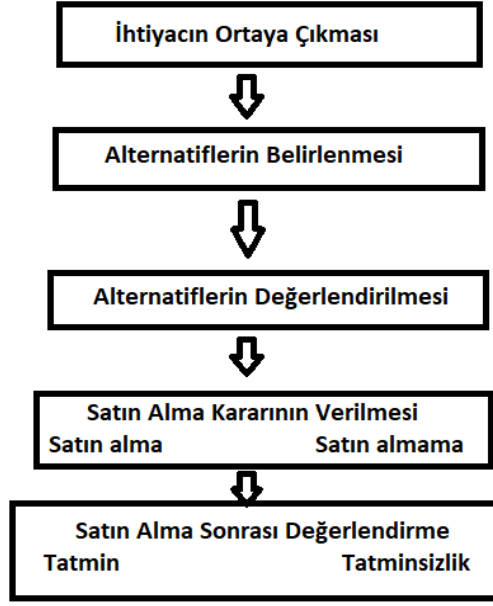 İhtiyacın Ortaya Çıkması
Alternatiflerin Belirlenmesi
Alternatiflerin Değerlendirilmesi
Satın Alma Kararının Verilmesi
Satın alma Satın almama
Satın Alma Sonrası Değerlendirme
Tatmin Tatminsizlik